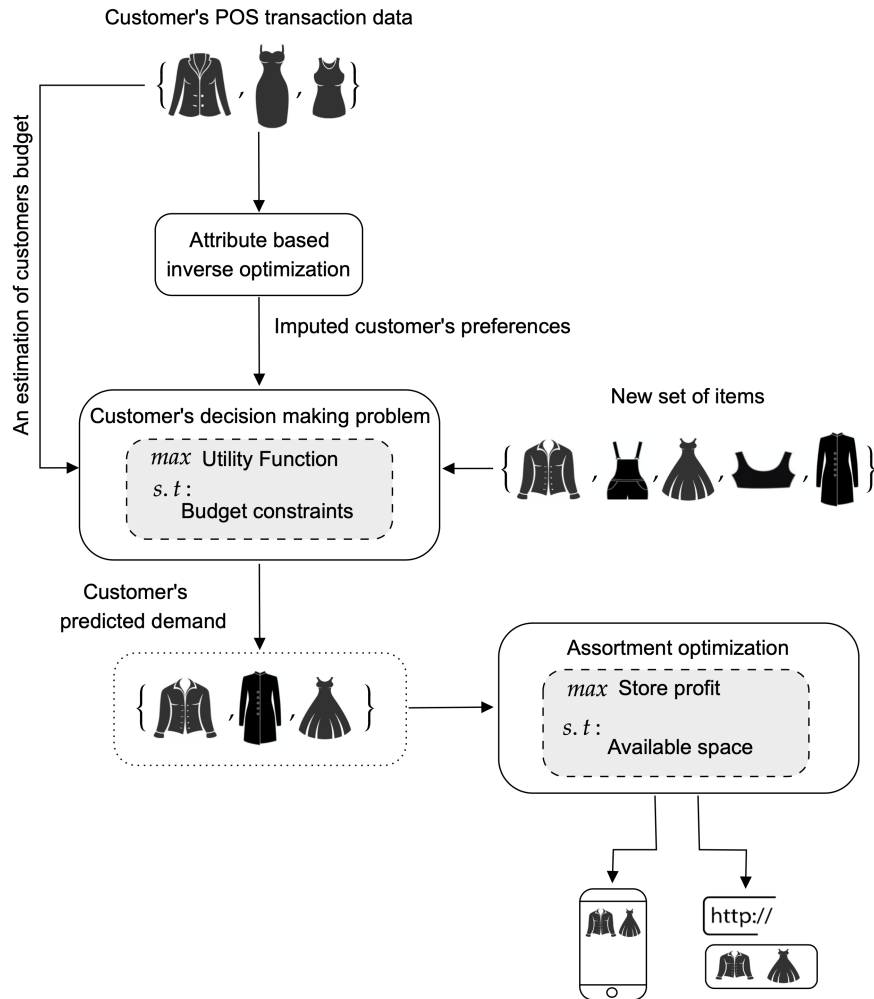 Customer's POS transaction data
{ , , }
An estimation of customers budget
Attribute based
inverse optimization
Imputed customer's preferences
Customer's decision making problem
max Utility Function
s.t:
Budget constraints
New set of items
{ , , , , }
Customer's
predicted demand
{ , , }
Assortment optimization
max Store profit
s.t:
Available space
http://